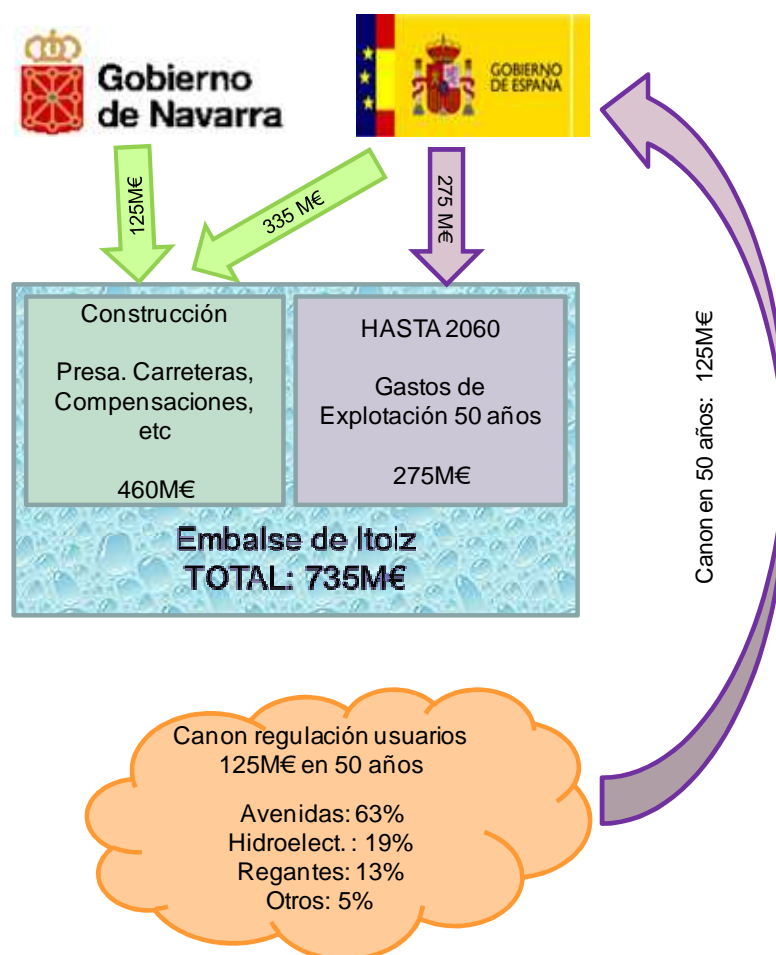 Gobierno
de Navarra
GOBIERNO
DE ESPAÑA
125M€
335 M€
275 M€
Construcción
Presa. Carreteras,
Compensaciones,
etc
460M€
HASTA 2060
Gastos de
Explotación 50 años
275M€
Embalse de Itoiz
TOTAL: 735M€
Canon en 50 años: 125M€
Canon regulación usuarios
125M€ en 50 años
Avenidas: 63%
Hidroelect. : 19%
Regantes: 13%
Otros: 5%